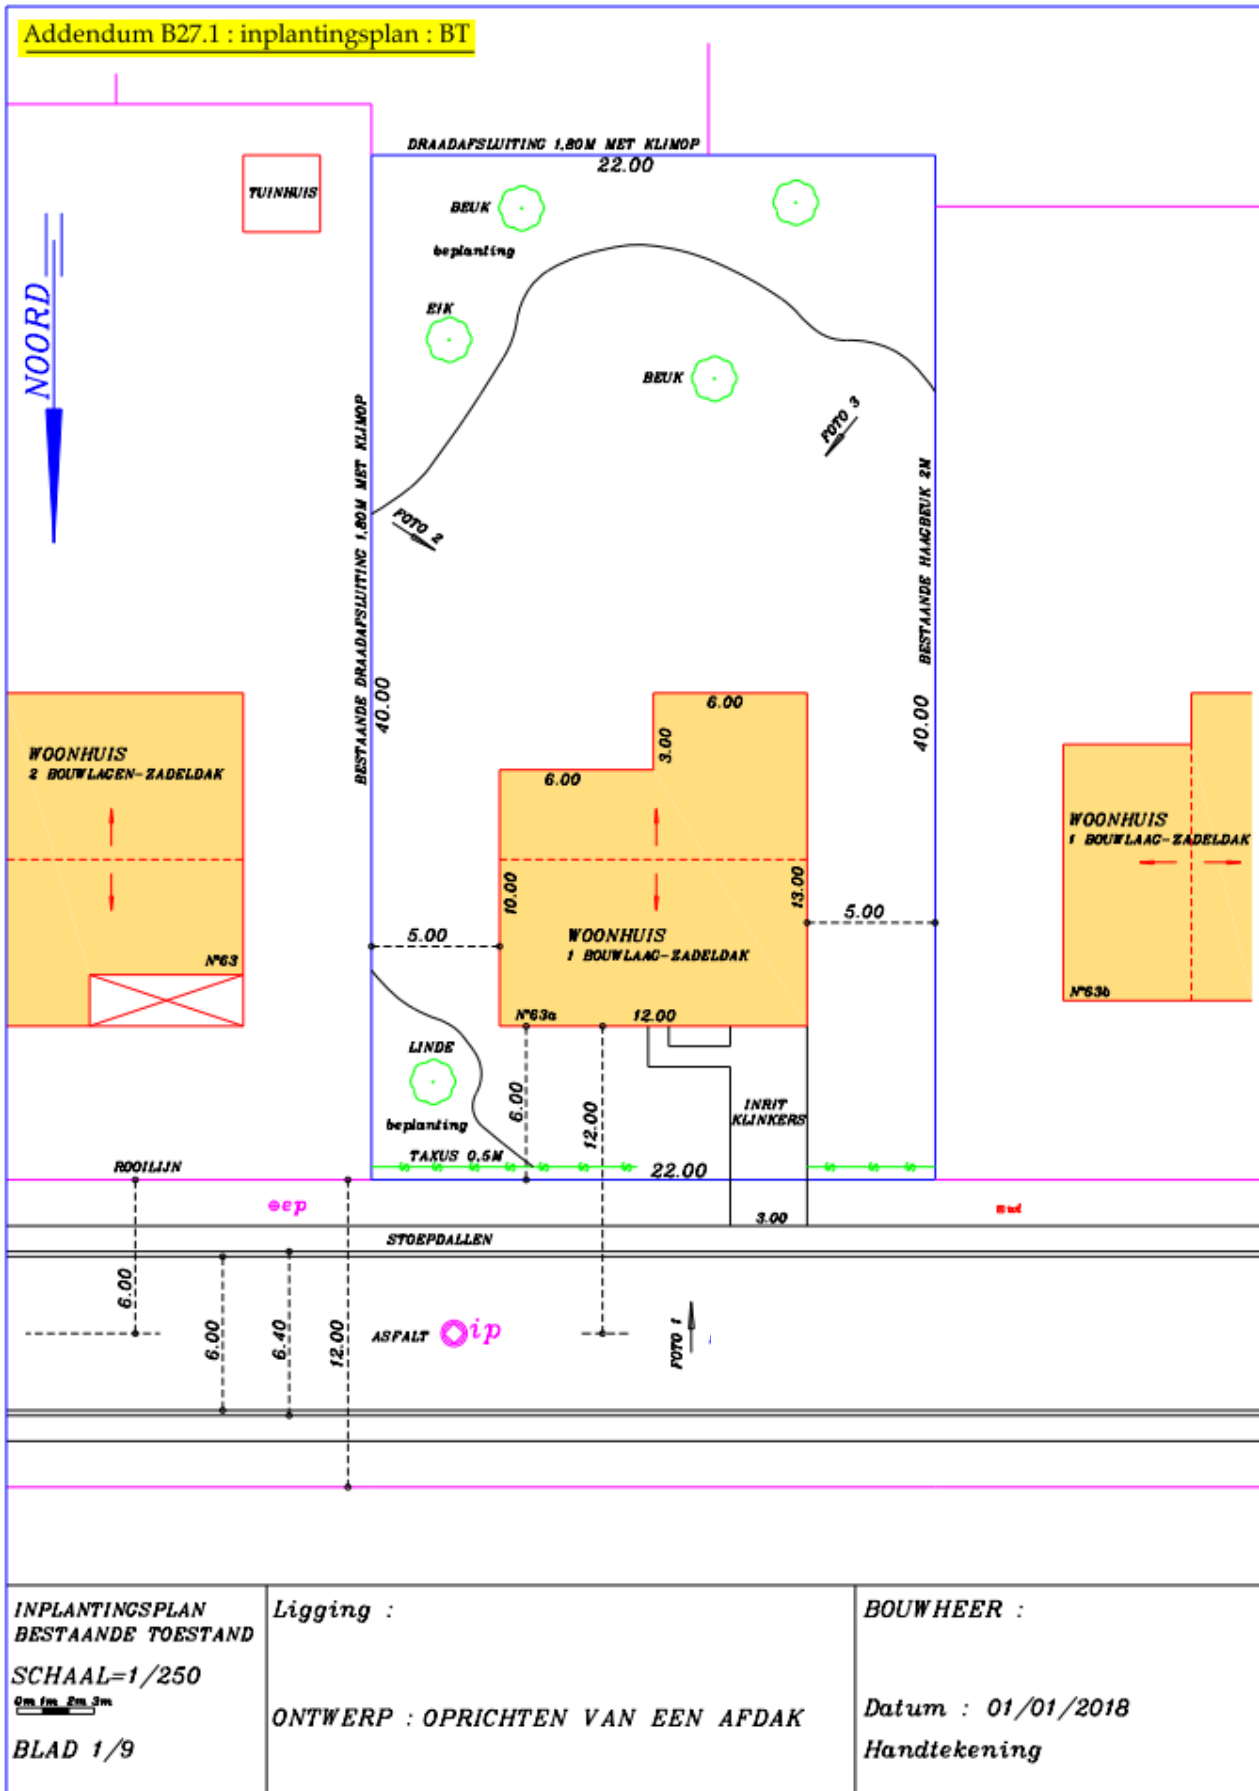 Addendum B27.1 : inplantingsplan : BT
DRAADAFSLUITING 1,80M MET KLIMOP
22.00
TUINHUIS
BEUK
beplanting
NOORD
EIK
BEUK
FOTO 3
BESTAANDE DRAADAFSLUITING 1,80M MET KLIMOP
FOTO 2
BESTAANDE HAAGBEUK 2M
40.00
40.00
6.00
3.00
6.00
WOONHUIS
2 BOUWLAGEN-ZADELDAK
WOONHUIS
1 BOUWLAAG-ZADELDAK
10.00
13.00
5.00
5.00
WOONHUIS
1 BOUWLAAG-ZADELDAK
N°63
N°63b
N°63a
12.00
LINDE
6.00
12.00
INRIT
KLINKERS
beplanting
TAXUS 0,5M
ROOILIJN
22.00
ep
3.00
STOEPDALLEN
6.00
6.00
6.40
12.00
ASFALT
ip
FOTO 1
INPLANTINGSPLAN
BESTAANDE TOESTAND
SCHAAL=1/250
0m 1m 2m 3m
BLAD 1/9
Ligging :
ONTWERP : OPRICHTEN VAN EEN AFDAK
BOUWHEER :
Datum : 01/01/2018
Handtekening